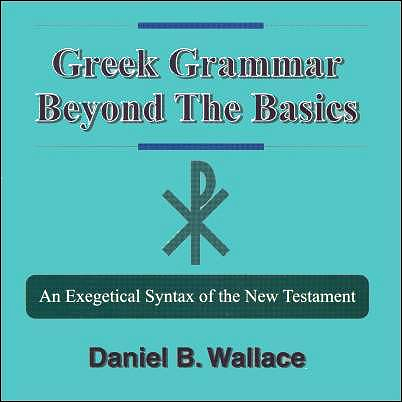 Greek Grammar
Beyond The Basics
An Exegetical Syntax of the New Testament
Daniel B. Wallace